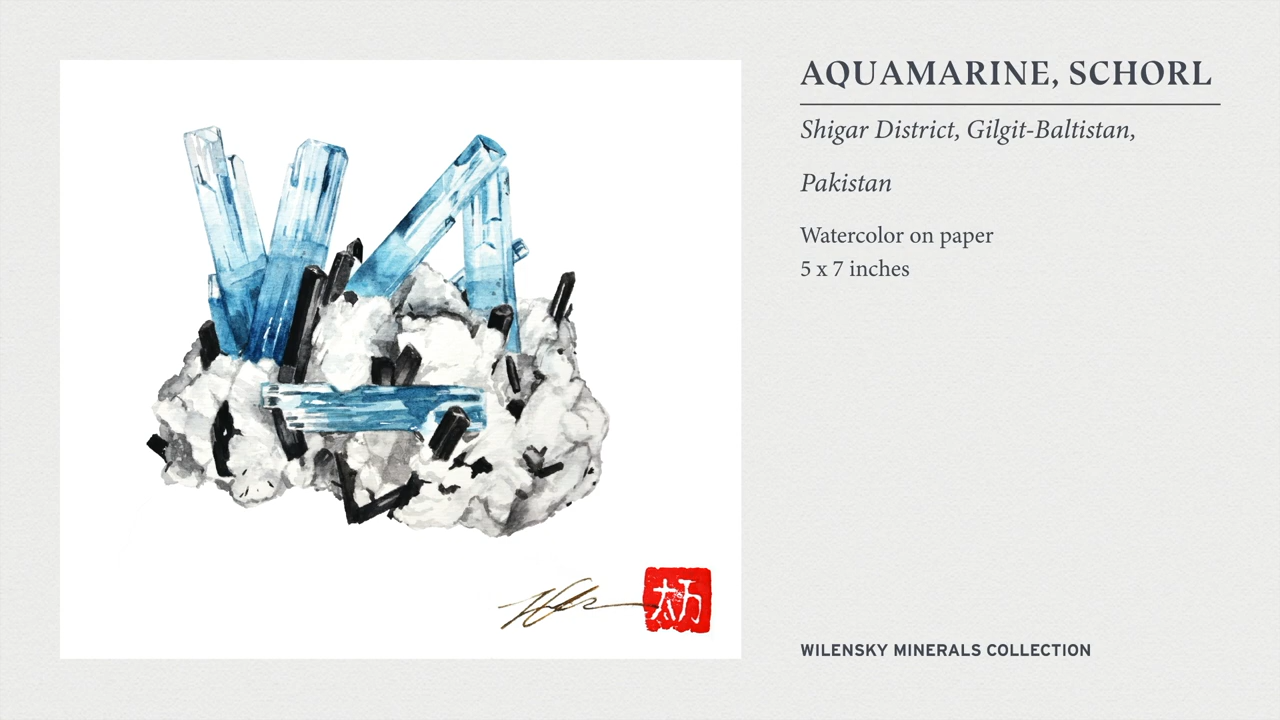 AQUAMARINE, SCHORL
Shigar District, Gilgit-Baltistan,
Pakistan
Watercolor on paper
5 x 7 inches
WILENSKY MINERALS COLLECTION